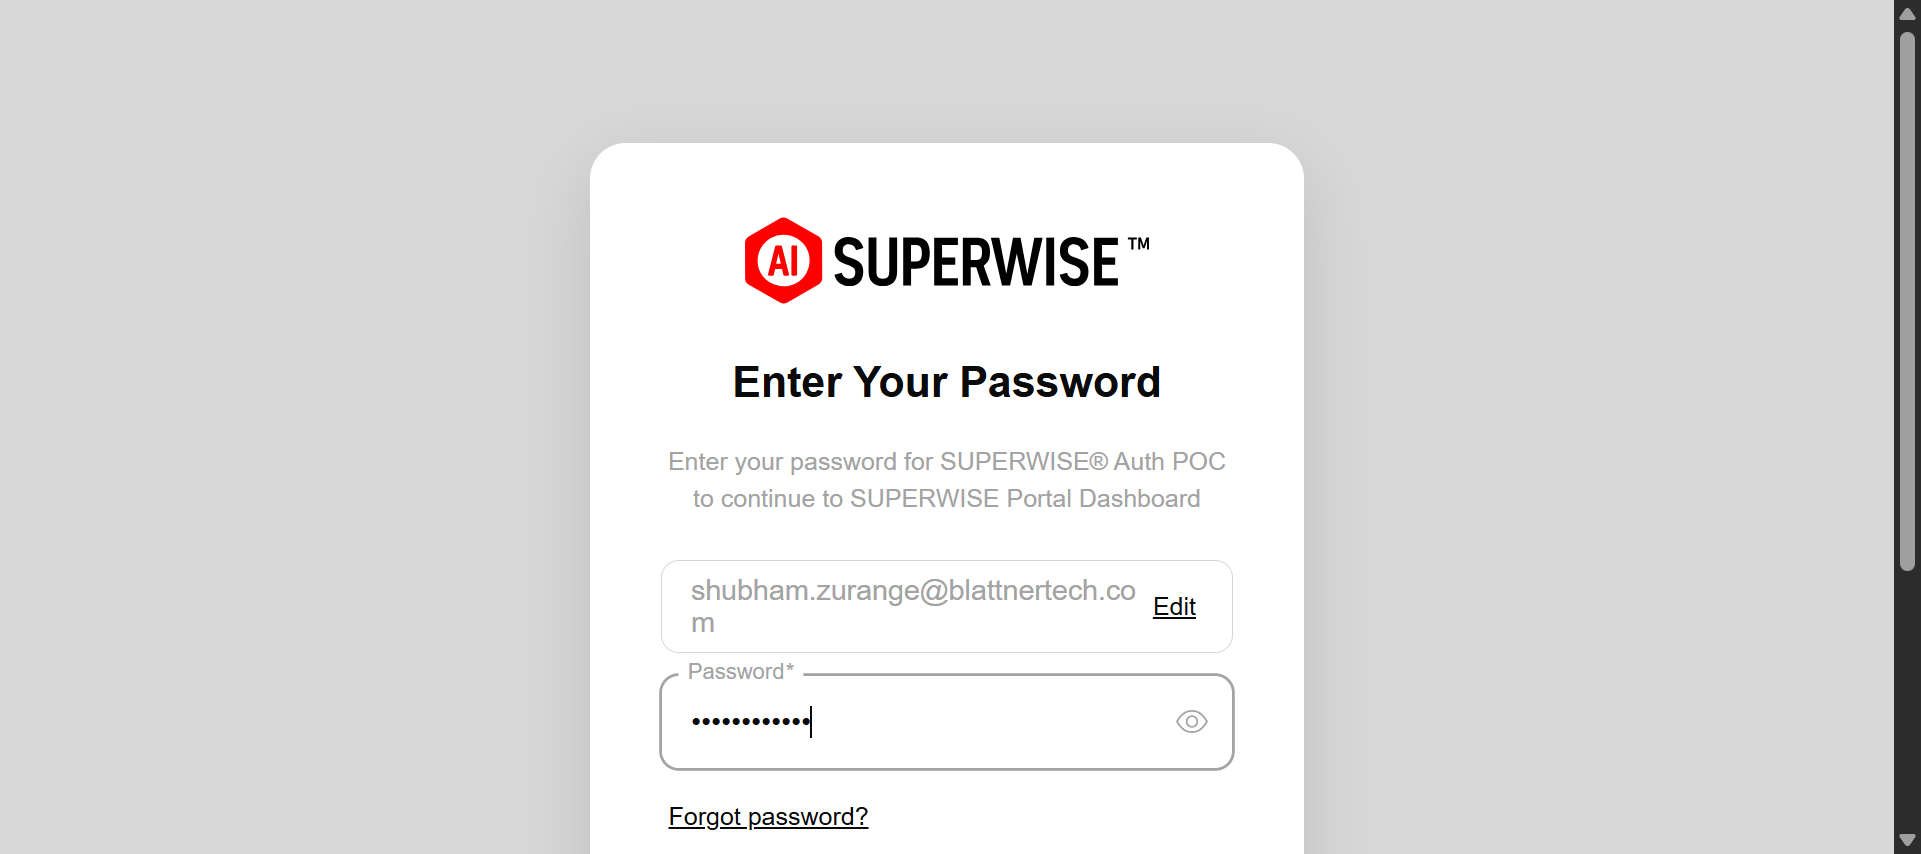 AI SUPERWISE™
Enter Your Password
Enter your password for SUPERWISE® Auth POC
to continue to SUPERWISE Portal Dashboard
shubham.zurange@blattnertech.co
m
Edit
Password*
••••••••••••
Forgot password?